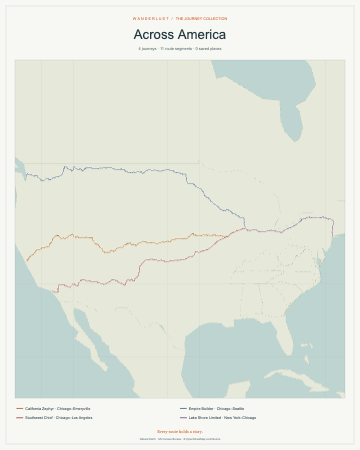 WANDERLUST / THE JOURNEY COLLECTION
Across America
4 journeys · 11 route segments · 0 saved places
California Zephyr · Chicago–Emeryville
Empire Builder · Chicago–Seattle
Southwest Chief · Chicago–Los Angeles
Lake Shore Limited · New York–Chicago
Every route holds a story.